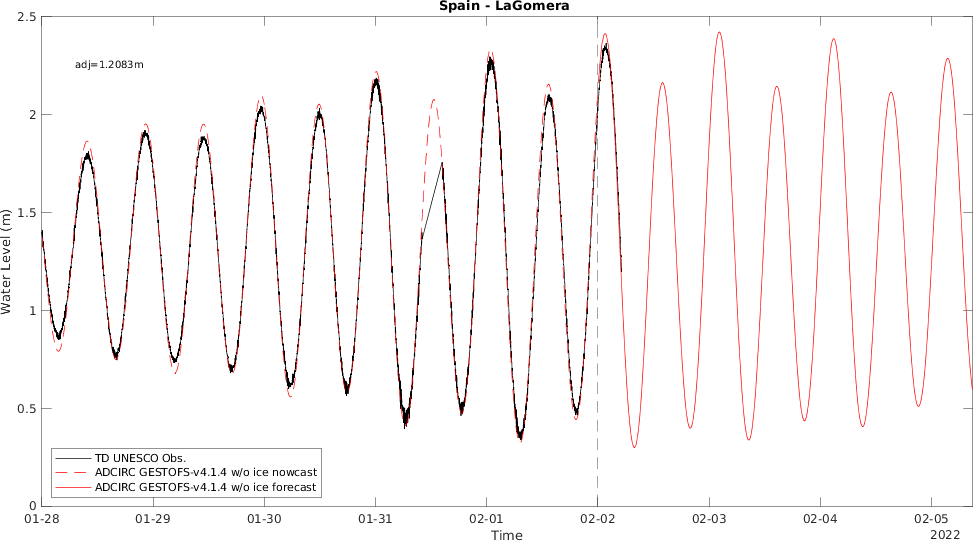 Spain - LaGomera
adj=1.2083m
Water Level (m)
2.5
2
1.5
1
0.5
0
TD UNESCO Obs.
ADCIRC GESTOFS-v4.1.4 w/o ice nowcast
ADCIRC GESTOFS-v4.1.4 w/o ice forecast
01-28 01-29 01-30 01-31 02-01 02-02 02-03 02-04 02-05
Time
2022